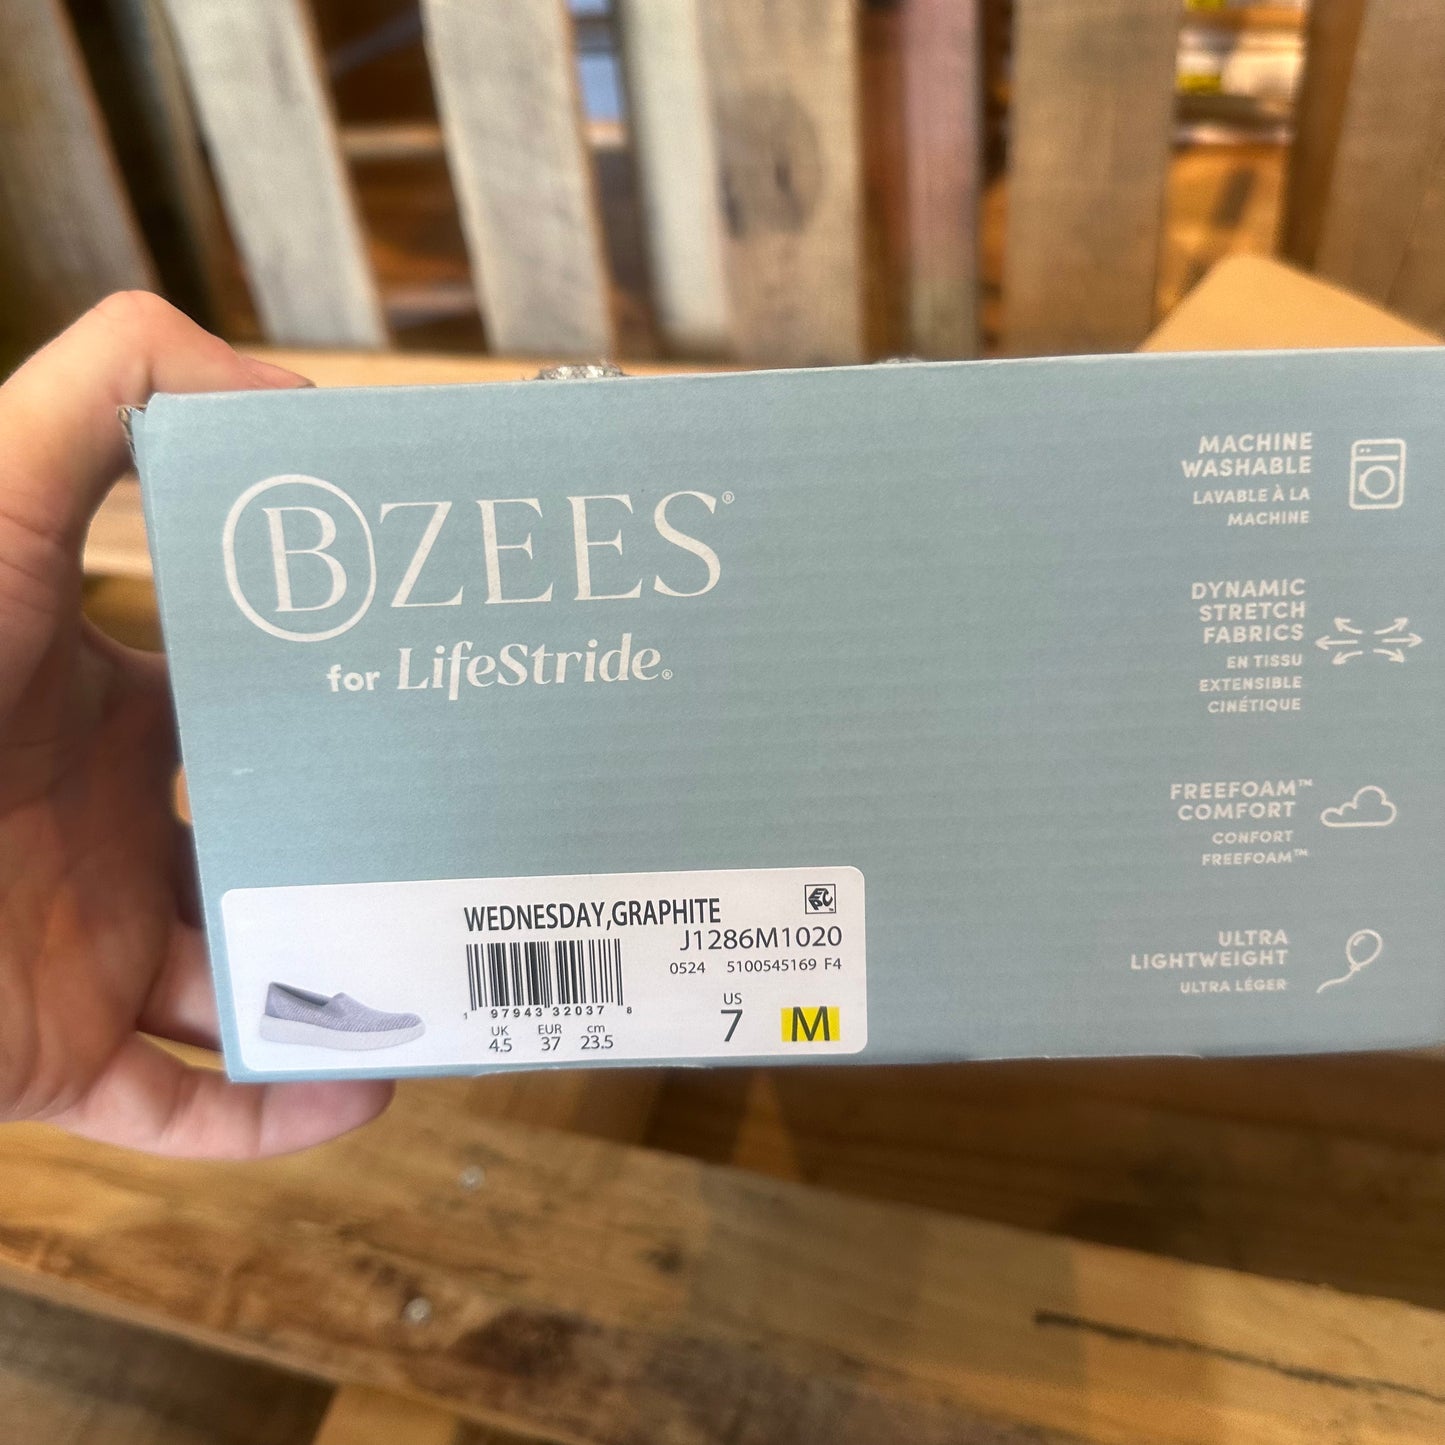 BZEES®
for LifeStride®
MACHINE
WASHABLE
LAVABLE À LA
MACHINE
DYNAMIC
STRETCH
FABRICS
EN TISSU
EXTENSIBLE
CINÉTIQUE
FREEFOAM™
COMFORT
CONFORT
FREEFOAM™
ULTRA
LIGHTWEIGHT
ULTRA LÉGER
WEDNESDAY,GRAPHITE
J1286M1020
0524 5100545169 F4
1 97943 32037 8
UK EUR cm
4.5 37 23.5
US
7 M